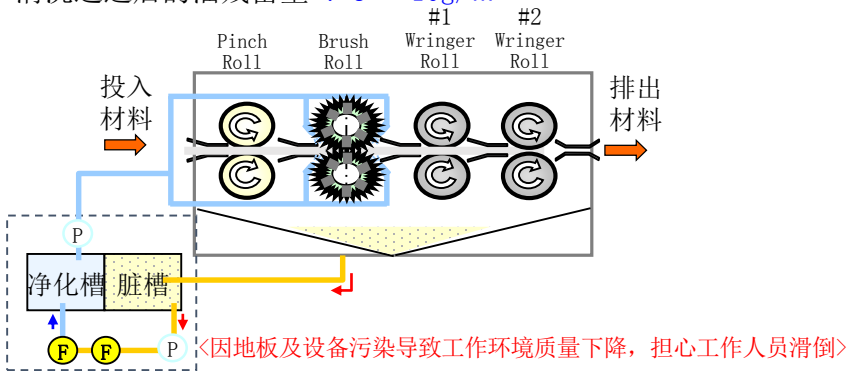 #1 #2
Pinch Brush Wringer Wringer
Roll Roll Roll Roll
投入 排出
材料 材料
P
净化槽 脏槽
F F P
<因地板及设备污染导致工作环境质量下降，担心工作人员滑倒>